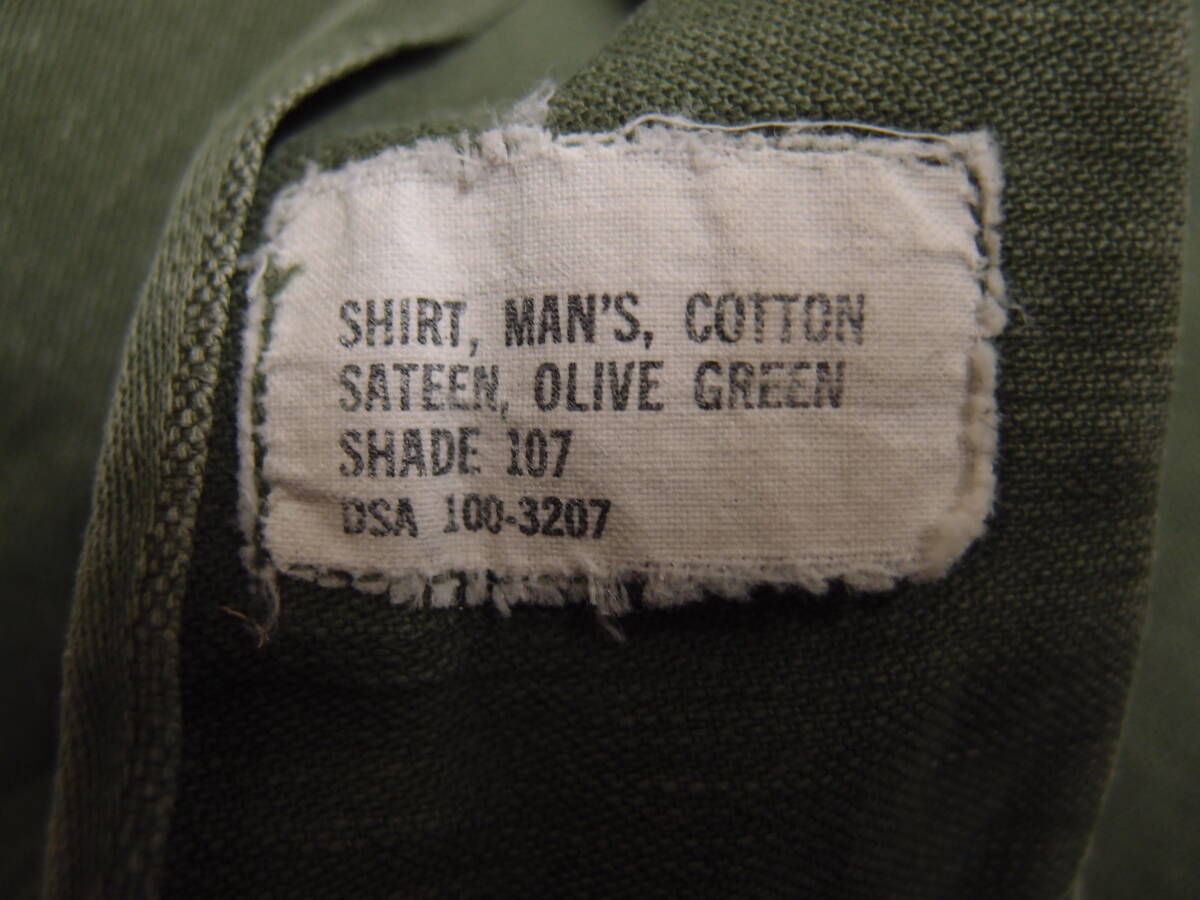 SHIRT, MAN'S, COTTON
SATEEN, OLIVE GREEN
SHADE 107
DSA 100-3207